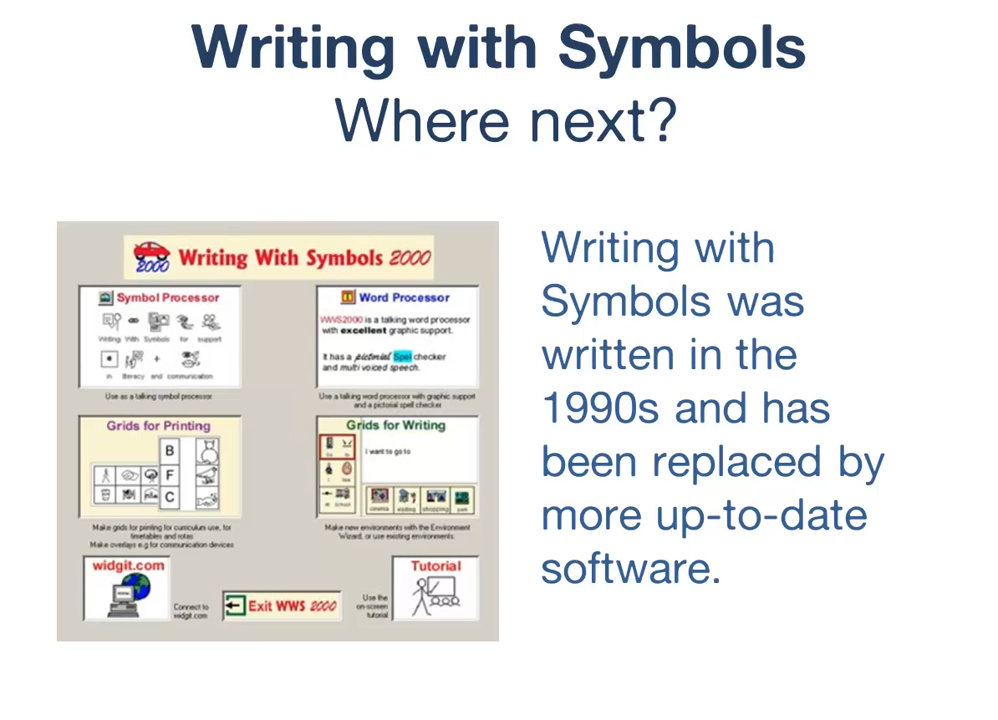 Writing with Symbols
Where next?
2000 Writing With Symbols 2000
Symbol Processor
Writing With Symbols for support
in literacy and communication
Use as a talking symbol processor
Word Processor
WWS2000 is a talking word processor
with excellent graphic support.
It has a pictorial Spel checker
and multi voiced speech.
Use a talking word processor with graphic support
and a pictorial spell checker
Grids for Printing
B
F
C
Make grids for printing for curriculum use, for
timetables and rotas
Make overlays e.g for communication devices
Grids for Writing
I want to go to
cinema visiting shopping park
Make new environments with the Environment
Wizard, or use existing environments
widgit.com
Connect to
widgit.com
Exit WWS 2000
Use the
on-screen
tutorial
Tutorial
Writing with
Symbols was
written in the
1990s and has
been replaced by
more up-to-date
software.